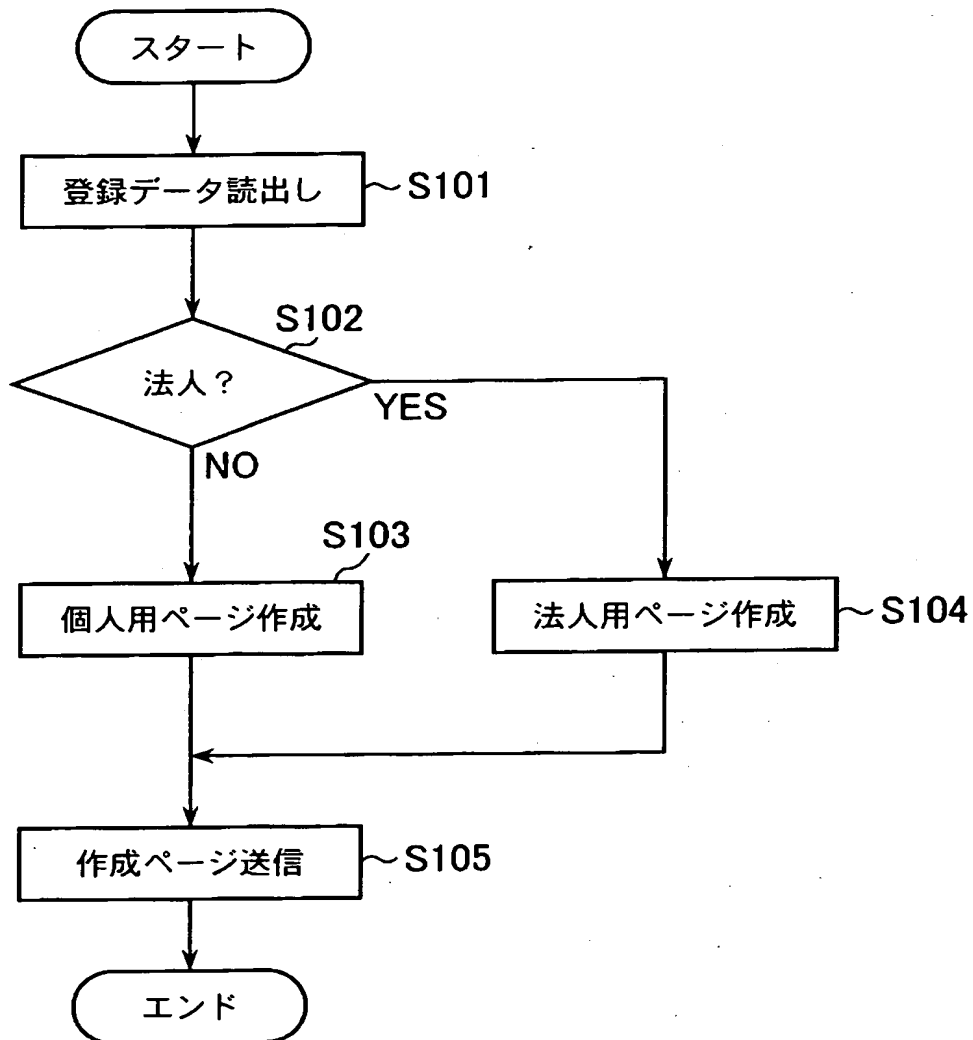 スタート
登録データ読出し
S101
S102
法人？
YES
NO
S103
個人用ページ作成
法人用ページ作成
S104
作成ページ送信
S105
エンド